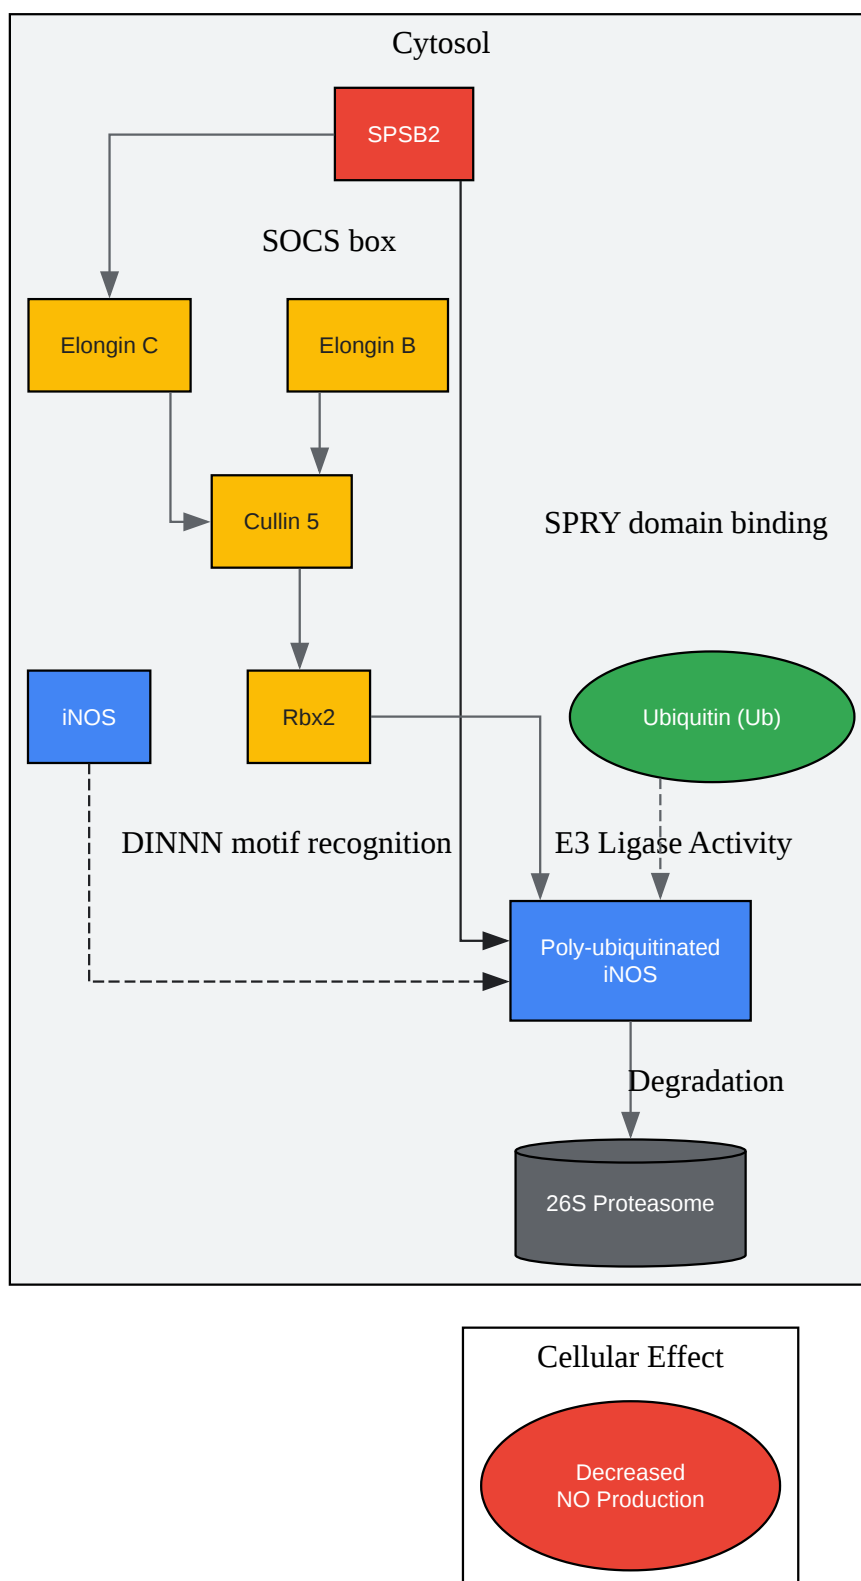 Cytosol
SPSB2
SOCS box
Elongin C
Elongin B
Cullin 5
SPRY domain binding
iNOS
Rbx2
Ubiquitin (Ub)
DINNN motif recognition
E3 Ligase Activity
Poly-ubiquitinated
iNOS
Degradation
26S Proteasome
Cellular Effect
Decreased
NO Production